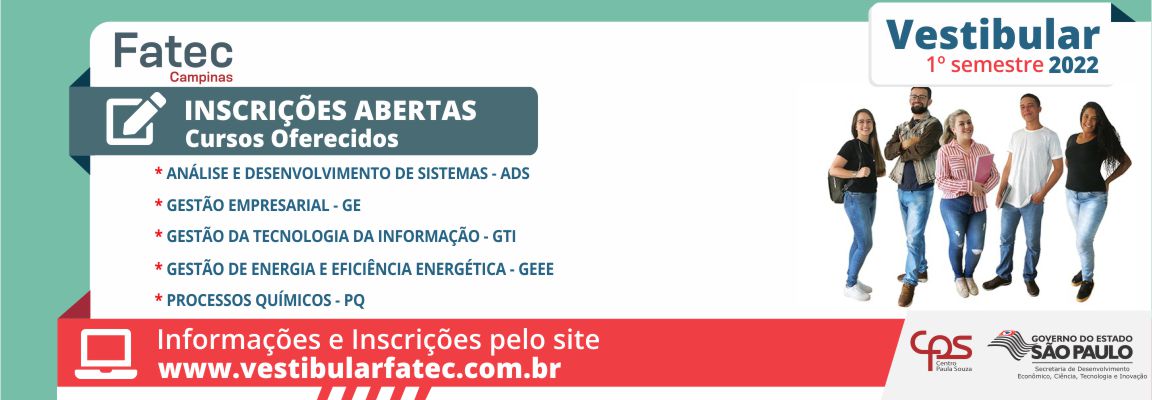 Fatec
Campinas
Vestibular
1º semestre 2022
INSCRIÇÕES ABERTAS
Cursos Oferecidos
* ANÁLISE E DESENVOLVIMENTO DE SISTEMAS - ADS
* GESTÃO EMPRESARIAL - GE
* GESTÃO DA TECNOLOGIA DA INFORMAÇÃO - GTI
* GESTÃO DE ENERGIA E EFICIÊNCIA ENERGÉTICA - GEEE
* PROCESSOS QUÍMICOS - PQ
Informações e Inscrições pelo site
www.vestibularfatec.com.br
CPS
Centro
Paula Souza
GOVERNO DO ESTADO
SÃO PAULO
Secretaria de Desenvolvimento
Econômico, Ciência, Tecnologia e Inovação